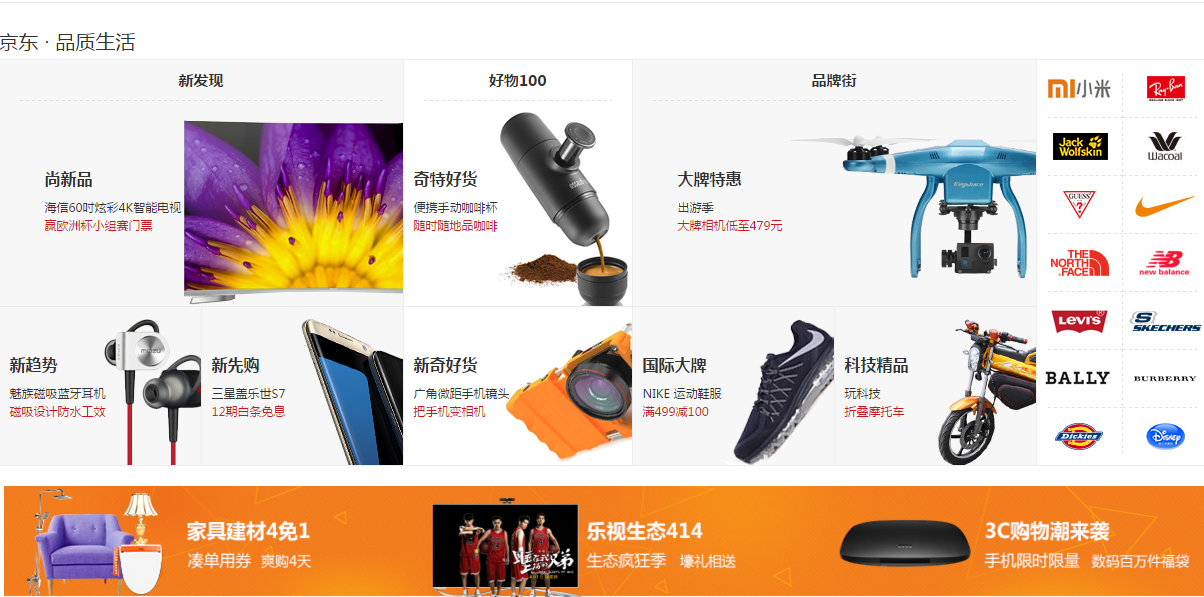 京东 · 品质生活
新发现
尚新品
海信60吋炫彩4K智能电视
赢欧洲杯小组赛门票
好物100
奇特好货
便携手动咖啡杯
随时随地品咖啡
品牌街
大牌特惠
出游季
大牌相机低至479元
新趋势
魅族磁吸蓝牙耳机
磁吸设计防水工效
新先购
三星盖乐世S7
12期白条免息
新奇好货
广角微距手机镜头
把手机变相机
国际大牌
NIKE 运动鞋服
满499减100
科技精品
玩科技
折叠摩托车
MI小米
Ray-Ban
Jack Wolfskin
Wacoal
GUESS
THE NORTH FACE
NB
new balance
LEVI'S
S
SKECHERS
BALLY
BURBERRY
Dickies
Disney
家具建材4免1
凑单用券 爽购4天
乐视生态414
生态疯狂季 壕礼相送
3C购物潮来袭
手机限时限量 数码百万件福袋